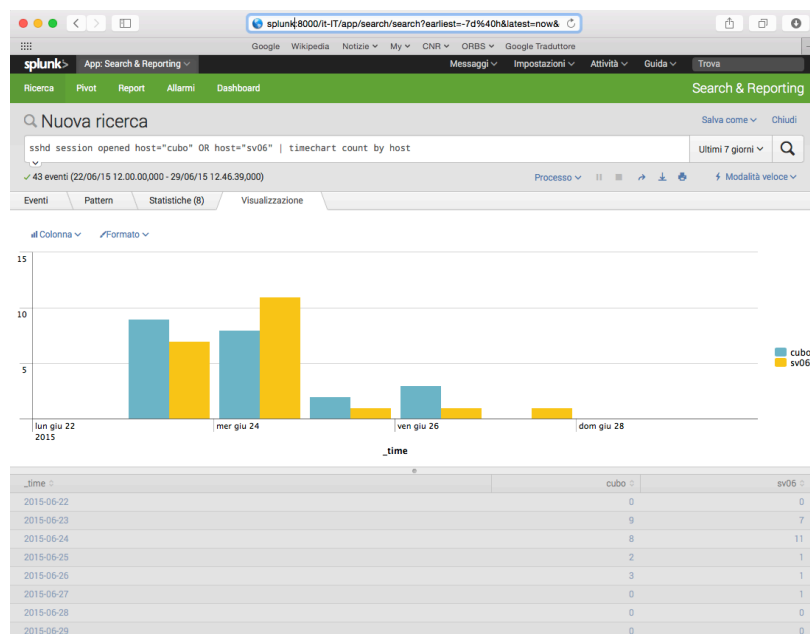 splunk:8000/it-IT/app/search/search?earliest=-7d%40h&latest=now&
Google Wikipedia Notizie My CNR ORBS Google Traduttore
splunk> App: Search & Reporting Messaggi Impostazioni Attività Guida Trova
Ricerca Pivot Report Allarmi Dashboard Search & Reporting
Nuova ricerca Salva come Chiudi
sshd session opened host="cubo" OR host="sv06" | timechart count by host Ultimi 7 giorni
43 eventi (22/06/15 12.00.00,000 - 29/06/15 12.46.39,000) Processo Modalità veloce
Eventi Pattern Statistiche (8) Visualizzazione
Colonna Formato
15
10
5
cubo
sv06
lun giu 22 mer giu 24 ven giu 26 dom giu 28
2015
_time
_time cubo sv06
2015-06-22 0 0
2015-06-23 9 7
2015-06-24 8 11
2015-06-25 2 1
2015-06-26 3 1
2015-06-27 0 1
2015-06-28 0 0
2015-06-29 0 0